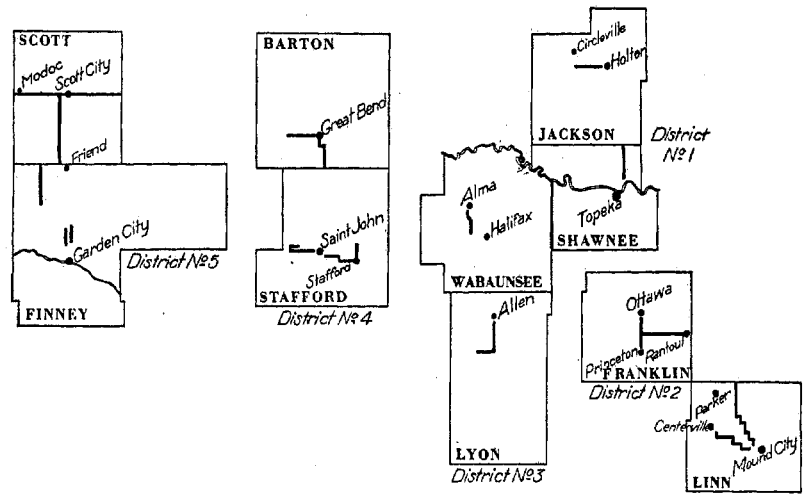 SCOTT
Modoc
Scott City
Friend
Garden City
District Nº5
FINNEY
BARTON
Great Bend
Saint John
Stafford
STAFFORD
District Nº4
Circleville
Holton
JACKSON
District
Nº1
Topeka
SHAWNEE
Alma
Halifax
WABAUNSEE
Allen
LYON
District Nº3
Ottawa
Princeton
Rantoul
FRANKLIN
District Nº2
Parker
Centerville
Mound City
LINN